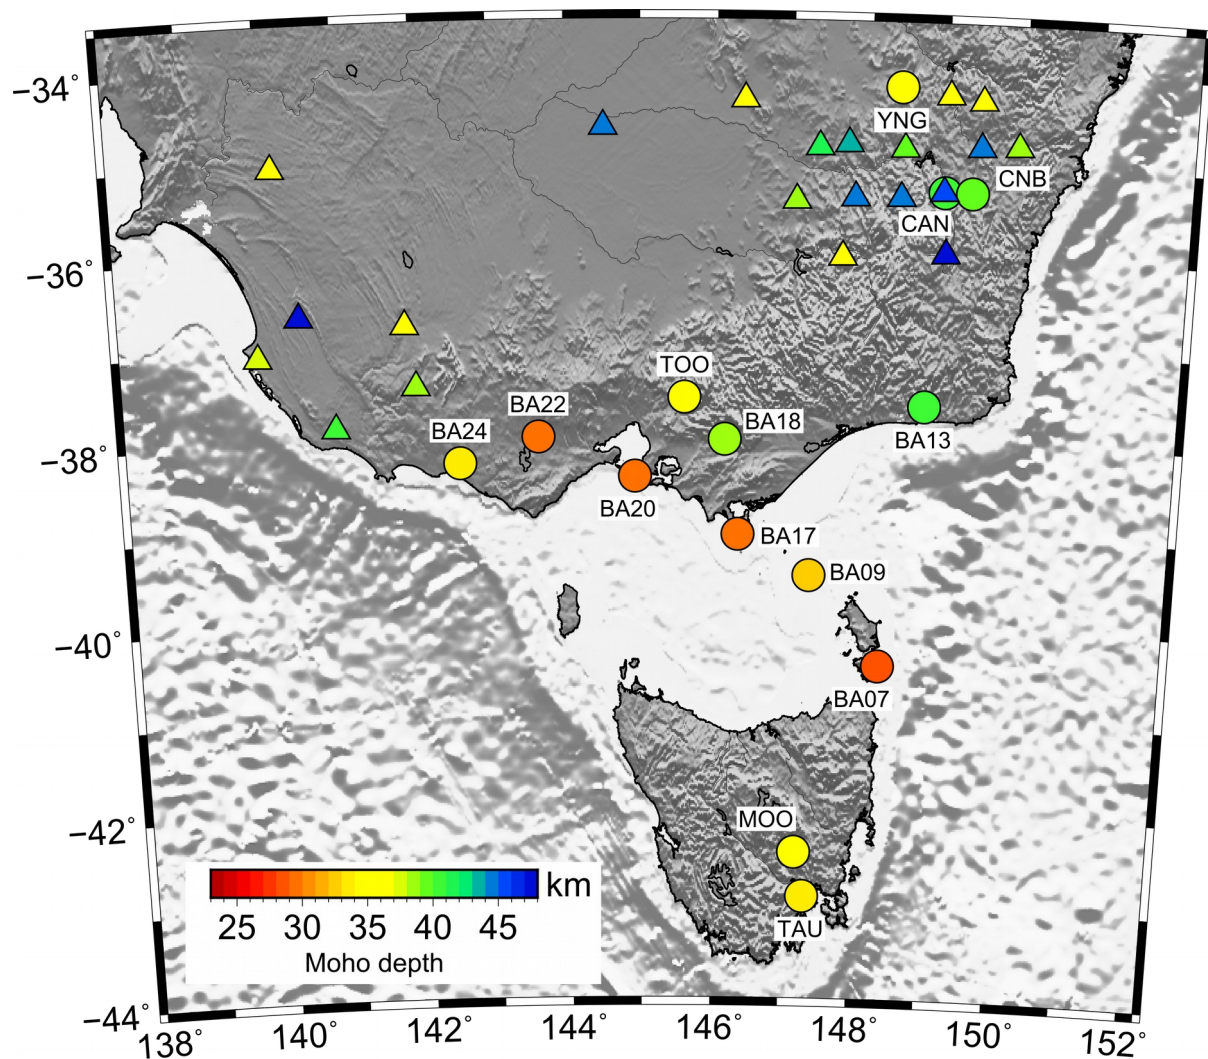 −34°
YNG
CNB
CAN
−36°
TOO
BA22
BA18
BA24
BA13
−38°
BA20
BA17
BA09
−40°
BA07
MOO
−42°
km
25 30 35 40 45
TAU
Moho depth
−44°
138° 140° 142° 144° 146° 148° 150° 152°